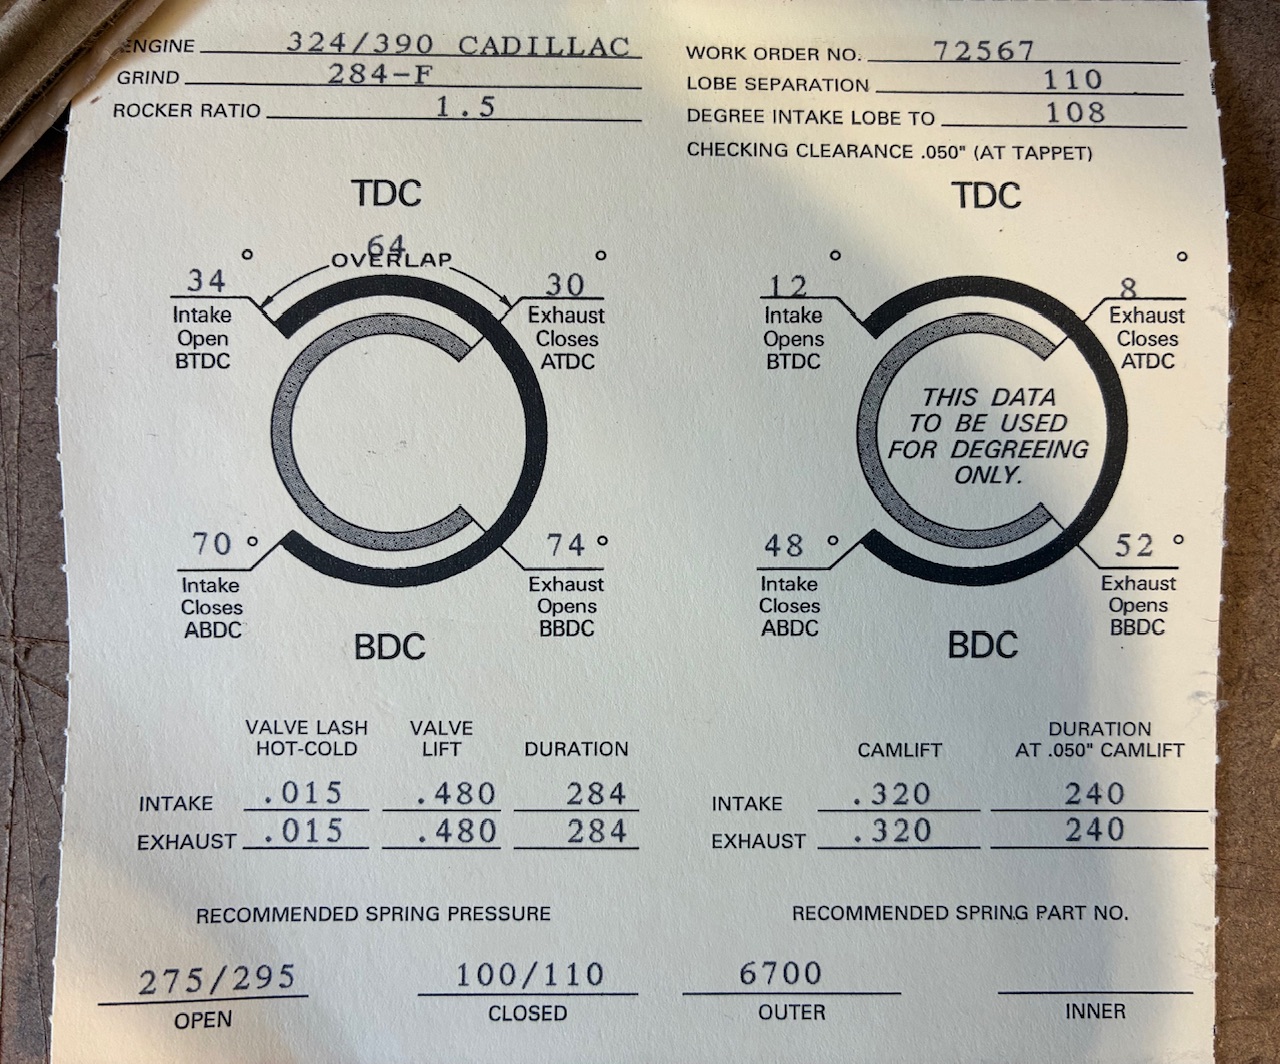 ENGINE 324/390 CADILLAC
GRIND 284-F
ROCKER RATIO 1.5
WORK ORDER NO. 72567
LOBE SEPARATION 110
DEGREE INTAKE LOBE TO 108
CHECKING CLEARANCE .050" (AT TAPPET)
TDC
64
OVERLAP
34 °
Intake
Open
BTDC
30 °
Exhaust
Closes
ATDC
70 °
Intake
Closes
ABDC
74 °
Exhaust
Opens
BBDC
BDC
TDC
12 °
Intake
Opens
BTDC
8 °
Exhaust
Closes
ATDC
THIS DATA
TO BE USED
FOR DEGREEING
ONLY.
48 °
Intake
Closes
ABDC
52 °
Exhaust
Opens
BBDC
BDC
VALVE LASH VALVE
HOT-COLD LIFT DURATION
INTAKE .015 .480 284
EXHAUST .015 .480 284
DURATION
CAMLIFT AT .050" CAMLIFT
INTAKE .320 240
EXHAUST .320 240
RECOMMENDED SPRING PRESSURE
275/295 100/110
OPEN CLOSED
RECOMMENDED SPRING PART NO.
6700
OUTER INNER